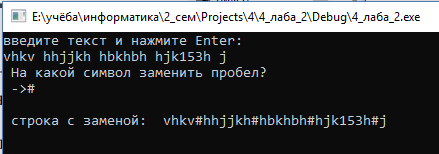 E:\учёба\информатика\2_сем\Projects\4\4_лаба_2\Debug\4_лаба_2.exe
введите текст и нажмите Enter:
vhkv hhjjkh hbkhbh hjk153h j
На какой символ заменить пробел?
->#
строка с заменой:  vhkv#hhjjkh#hbkhbh#hjk153h#j